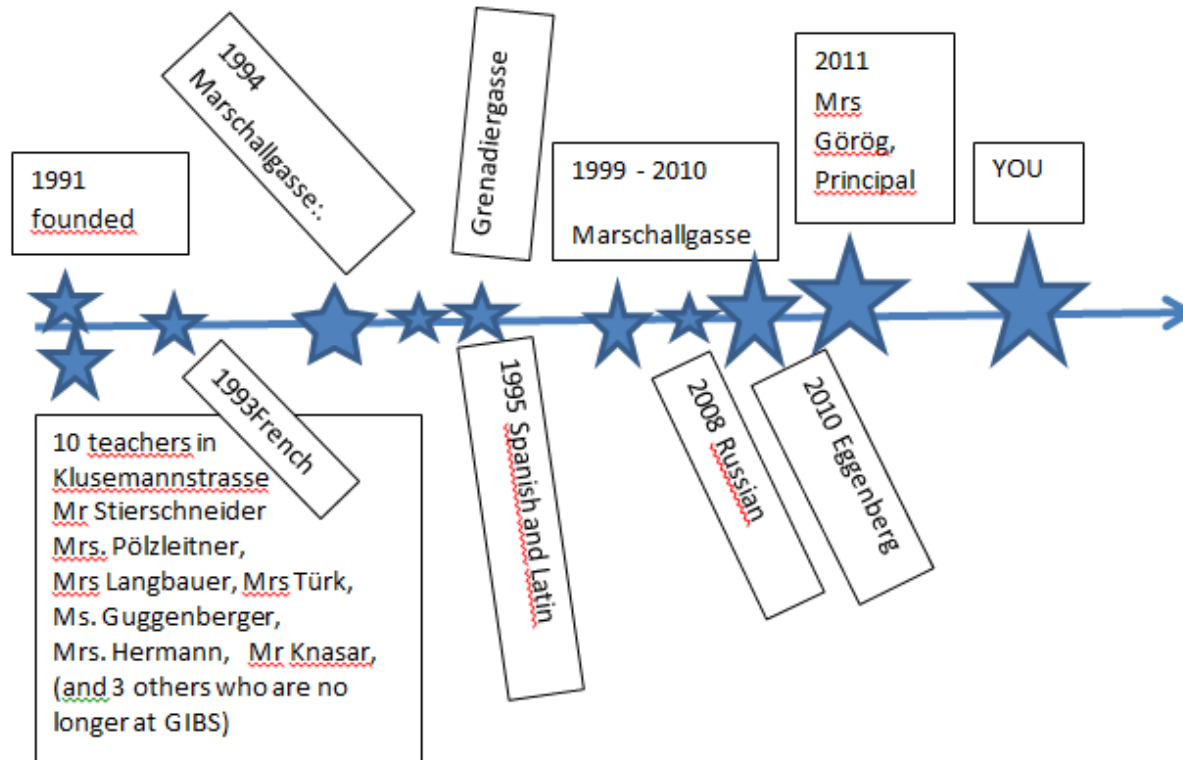 1991
founded
1994
Marschallgasse:.
Grenadiergasse
1999 - 2010
Marschallgasse
2011
Mrs
Görög,
Principal
YOU
10 teachers in
Klusemannstrasse
Mr Stierschneider
Mrs. Pölzleitner,
Mrs Langbauer, Mrs Türk,
Ms. Guggenberger,
Mrs. Hermann, Mr Knasar,
(and 3 others who are no
longer at GIBS)
1993French
1995 Spanish and Latin
2008 Russian
2010 Eggenberg